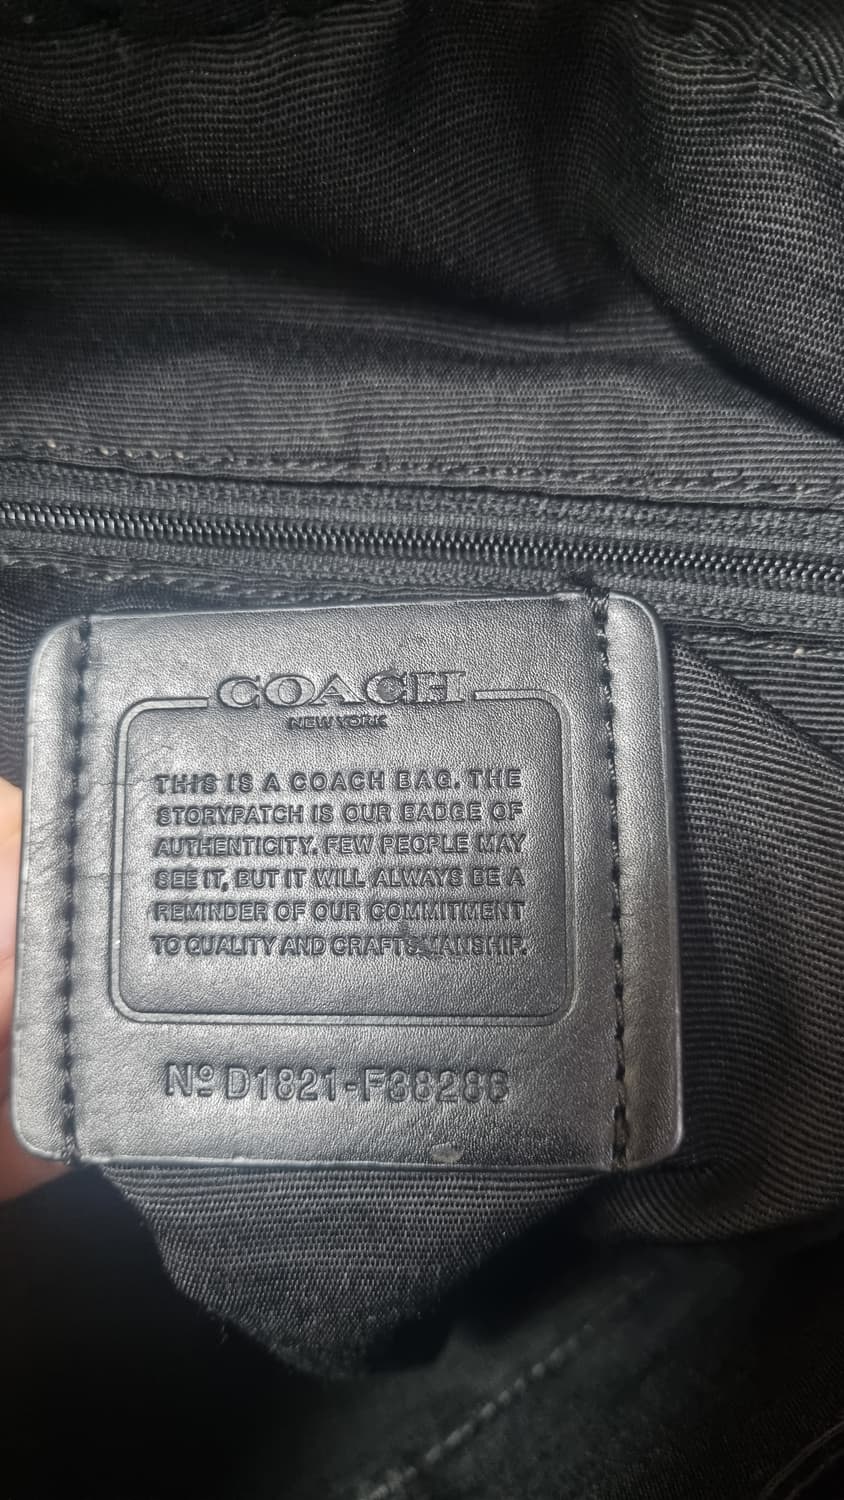 COACH
NEW YORK
THIS IS A COACH BAG. THE
STORYPATCH IS OUR BADGE OF
AUTHENTICITY. FEW PEOPLE MAY
SEE IT, BUT IT WILL ALWAYS BE A
REMINDER OF OUR COMMITMENT
TO QUALITY AND CRAFTSMANSHIP.
Nº D1821-F38286